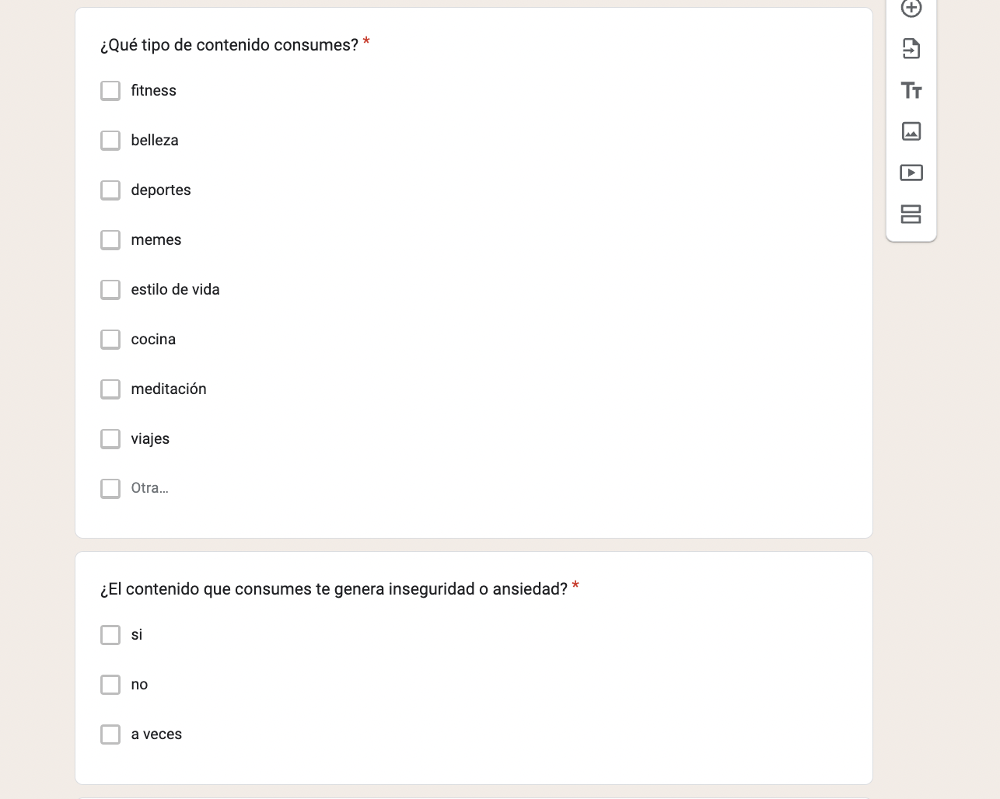 ¿Qué tipo de contenido consumes? *
fitness
belleza
deportes
memes
estilo de vida
cocina
meditación
viajes
Otra...
¿El contenido que consumes te genera inseguridad o ansiedad? *
si
no
a veces